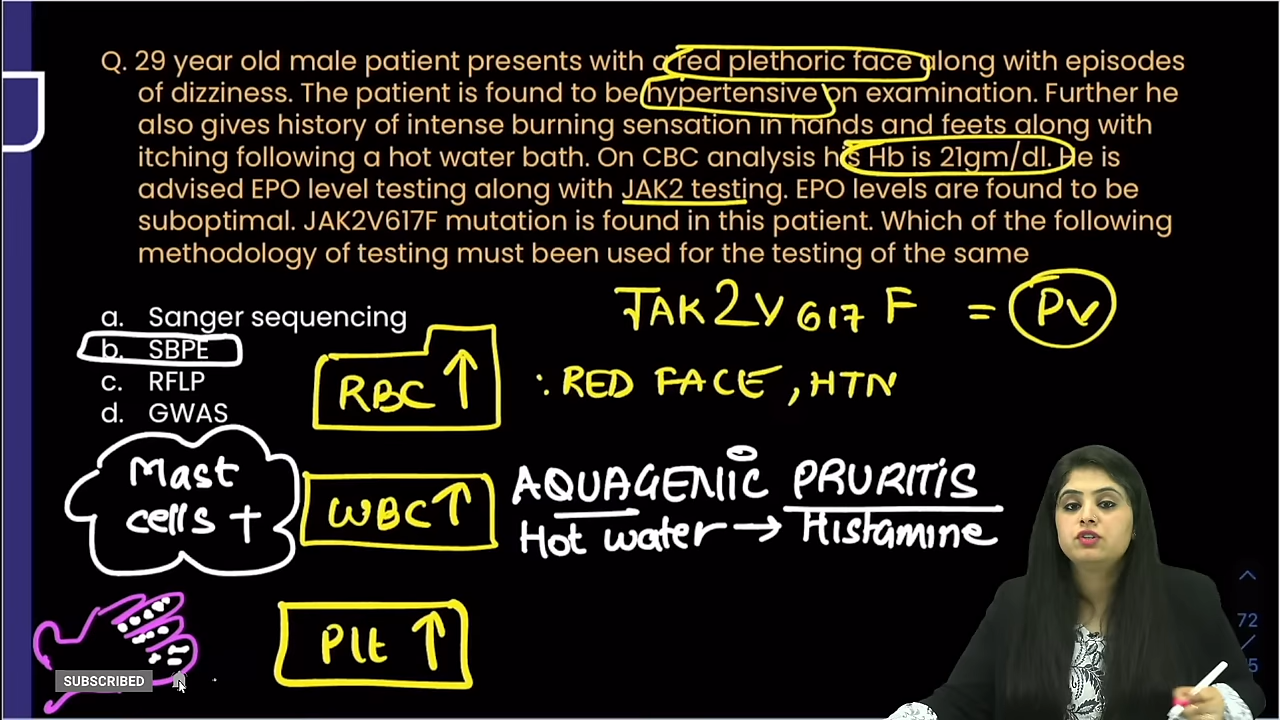 Q. 29 year old male patient presents with a red plethoric face along with episodes
of dizziness. The patient is found to be hypertensive on examination. Further he
also gives history of intense burning sensation in hands and feets along with
itching following a hot water bath. On CBC analysis his Hb is 21gm/dl. He is
advised EPO level testing along with JAK2 testing. EPO levels are found to be
suboptimal. JAK2V617F mutation is found in this patient. Which of the following
methodology of testing must been used for the testing of the same
JAK2V617F = PV
a. Sanger sequencing
b. SBPE
c. RFLP
d. GWAS
RBC ↑ : RED FACE, HTN
Mast
cells +
WBC ↑
AQUAGENIC PRURITIS
Hot water → Histamine
Plt ↑
72
SUBSCRIBED